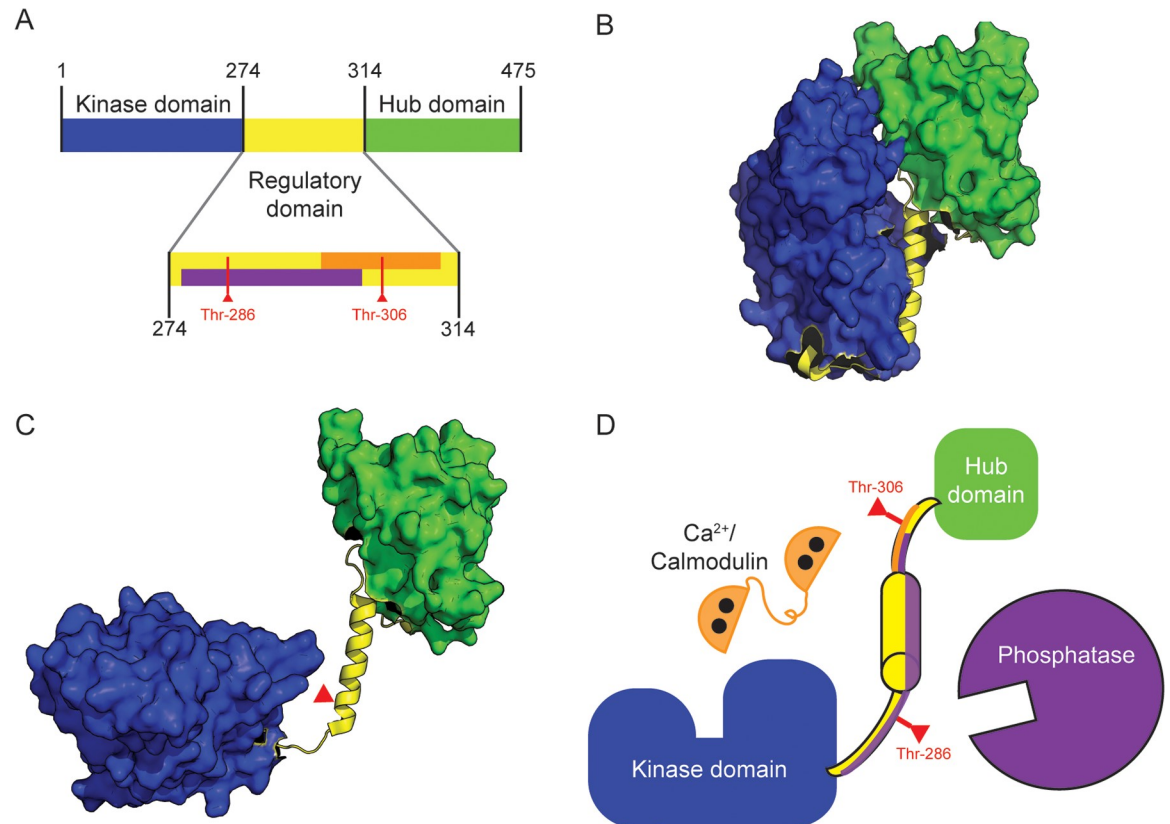 A
1 274 314 475
Kinase domain Hub domain
Regulatory
domain
Thr-286 Thr-306
274 314
B
C
D
Hub
domain
Thr-306
Ca²⁺/
Calmodulin
Phosphatase
Kinase domain
Thr-286